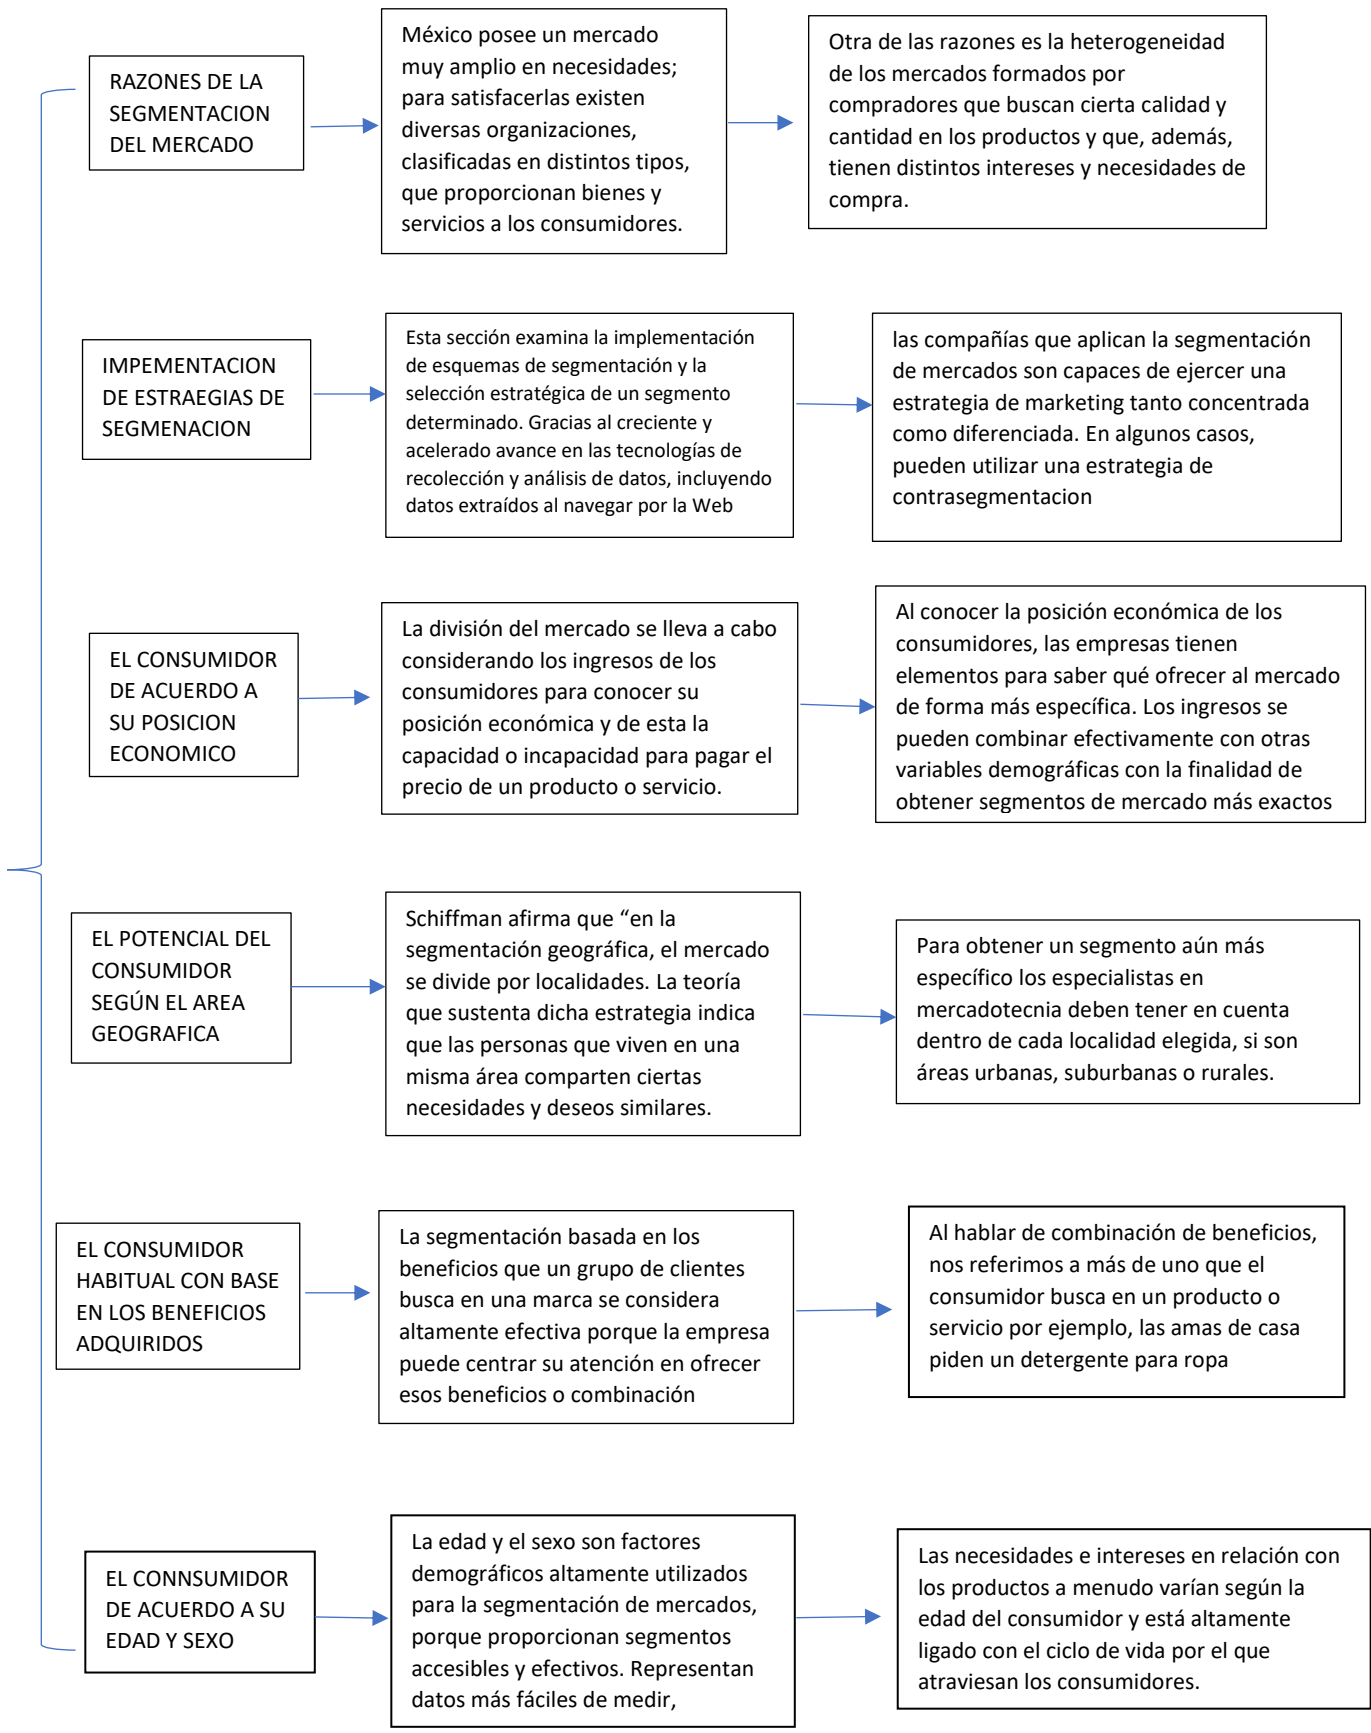 RAZONES DE LA
SEGMENTACION
DEL MERCADO
México posee un mercado
muy amplio en necesidades;
para satisfacerlas existen
diversas organizaciones,
clasificadas en distintos tipos,
que proporcionan bienes y
servicios a los consumidores.
Otra de las razones es la heterogeneidad
de los mercados formados por
compradores que buscan cierta calidad y
cantidad en los productos y que, además,
tienen distintos intereses y necesidades de
compra.
IMPEMENTACION
DE ESTRAEGIAS DE
SEGMENACION
Esta sección examina la implementación
de esquemas de segmentación y la
selección estratégica de un segmento
determinado. Gracias al creciente y
acelerado avance en las tecnologías de
recolección y análisis de datos, incluyendo
datos extraídos al navegar por la Web
las compañías que aplican la segmentación
de mercados son capaces de ejercer una
estrategia de marketing tanto concentrada
como diferenciada. En algunos casos,
pueden utilizar una estrategia de
contrasegmentacion
EL CONSUMIDOR
DE ACUERDO A
SU POSICION
ECONOMICO
La división del mercado se lleva a cabo
considerando los ingresos de los
consumidores para conocer su
posición económica y de esta la
capacidad o incapacidad para pagar el
precio de un producto o servicio.
Al conocer la posición económica de los
consumidores, las empresas tienen
elementos para saber qué ofrecer al mercado
de forma más específica. Los ingresos se
pueden combinar efectivamente con otras
variables demográficas con la finalidad de
obtener segmentos de mercado más exactos
EL POTENCIAL DEL
CONSUMIDOR
SEGÚN EL AREA
GEOGRAFICA
Schiffman afirma que “en la
segmentación geográfica, el mercado
se divide por localidades. La teoría
que sustenta dicha estrategia indica
que las personas que viven en una
misma área comparten ciertas
necesidades y deseos similares.
Para obtener un segmento aún más
específico los especialistas en
mercadotecnia deben tener en cuenta
dentro de cada localidad elegida, si son
áreas urbanas, suburbanas o rurales.
EL CONSUMIDOR
HABITUAL CON BASE
EN LOS BENEFICIOS
ADQUIRIDOS
La segmentación basada en los
beneficios que un grupo de clientes
busca en una marca se considera
altamente efectiva porque la empresa
puede centrar su atención en ofrecer
esos beneficios o combinación
Al hablar de combinación de beneficios,
nos referimos a más de uno que el
consumidor busca en un producto o
servicio por ejemplo, las amas de casa
piden un detergente para ropa
EL CONNSUMIDOR
DE ACUERDO A SU
EDAD Y SEXO
La edad y el sexo son factores
demográficos altamente utilizados
para la segmentación de mercados,
porque proporcionan segmentos
accesibles y efectivos. Representan
datos más fáciles de medir,
Las necesidades e intereses en relación con
los productos a menudo varían según la
edad del consumidor y está altamente
ligado con el ciclo de vida por el que
atraviesan los consumidores.